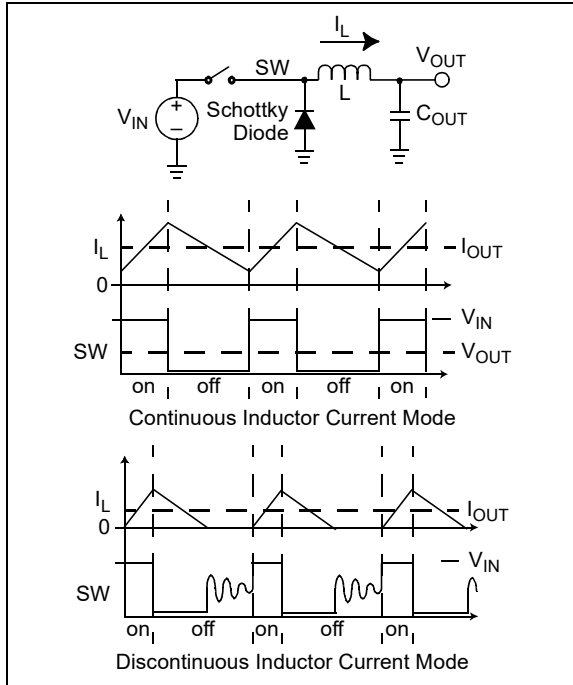 I_L
V_OUT
SW
L
Schottky
Diode
V_IN
C_OUT
I_L
I_OUT
0
V_IN
SW
V_OUT
on off on off on
Continuous Inductor Current Mode
I_L
I_OUT
0
V_IN
SW
on off on off on
Discontinuous Inductor Current Mode